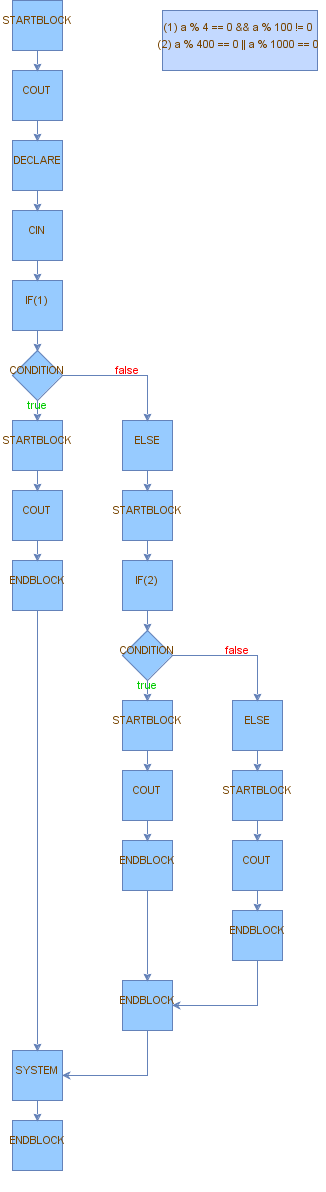 STARTBLOCK
(1) a % 4 == 0 && a % 100 != 0
(2) a % 400 == 0 || a % 1000 == 0
COUT
DECLARE
CIN
IF(1)
CONDITION
false
true
STARTBLOCK
ELSE
COUT
STARTBLOCK
ENDBLOCK
IF(2)
CONDITION
false
true
STARTBLOCK
ELSE
COUT
STARTBLOCK
ENDBLOCK
COUT
ENDBLOCK
ENDBLOCK
SYSTEM
ENDBLOCK